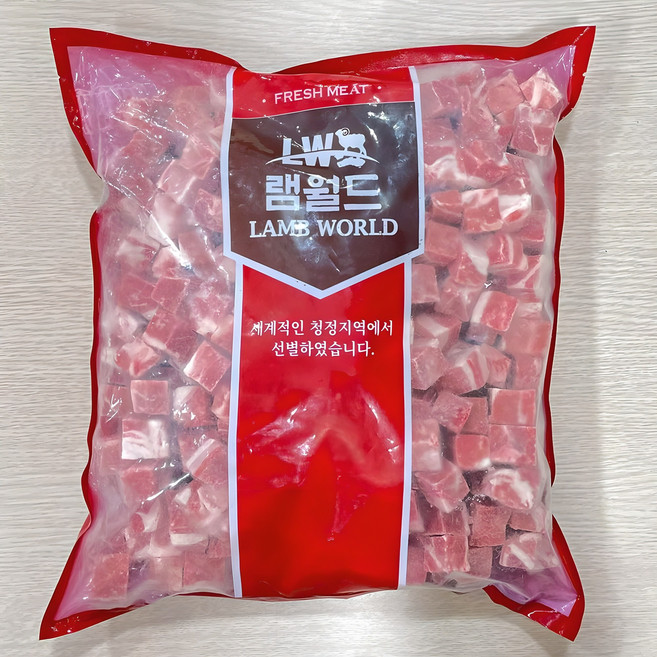 · FRESH MEAT ·
LW
램월드
LAMB WORLD
세계적인 청정지역에서
선별하였습니다.